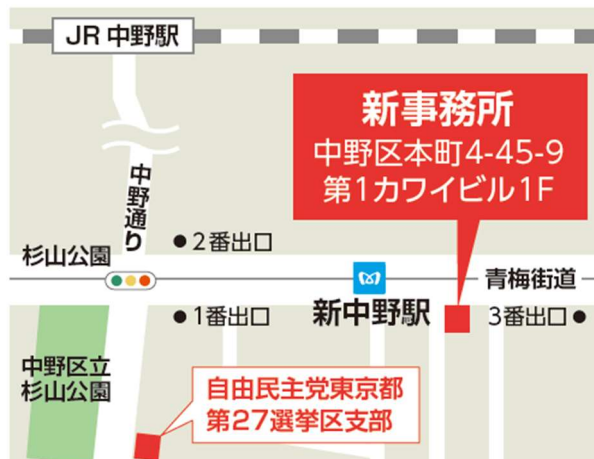 JR 中野駅
新事務所
中野区本町4-45-9
第1カワイビル1F
中野通り
杉山公園
●2番出口
青梅街道
●1番出口
新中野駅
3番出口●
中野区立
杉山公園
自由民主党東京都
第27選挙区支部